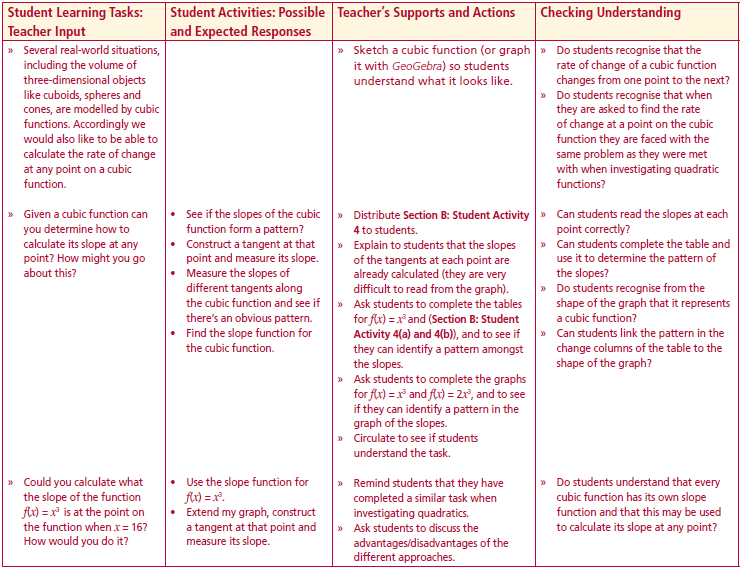 Student Learning Tasks:
Teacher Input
Student Activities: Possible
and Expected Responses
Teacher's Supports and Actions
Checking Understanding
» Several real-world situations,
including the volume of
three-dimensional objects
like cuboids, spheres and
cones, are modelled by cubic
functions. Accordingly we
would also like to be able to
calculate the rate of change
at any point on a cubic
function.
» Sketch a cubic function (or graph
it with GeoGebra) so students
understand what it looks like.
» Do students recognise that the
rate of change of a cubic function
changes from one point to the next?
» Do students recognise that when
they are asked to find the rate
of change at a point on the cubic
function they are faced with the
same problem as they were met
with when investigating quadratic
functions?
» Given a cubic function can
you determine how to
calculate its slope at any
point? How might you go
about this?
• See if the slopes of the cubic
function form a pattern?
• Construct a tangent at that
point and measure its slope.
• Measure the slopes of
different tangents along
the cubic function and see if
there's an obvious pattern.
• Find the slope function for
the cubic function.
» Distribute Section B: Student Activity
4 to students.
» Explain to students that the slopes
of the tangents at each point are
already calculated (they are very
difficult to read from the graph).
» Ask students to complete the tables
for f(x) = x³ and (Section B: Student
Activity 4(a) and 4(b)), and to see if
they can identify a pattern amongst
the slopes.
» Ask students to complete the graphs
for f(x) = x³ and f(x) = 2x³, and to see
if they can identify a pattern in the
graph of the slopes.
» Circulate to see if students
understand the task.
» Can students read the slopes at each
point correctly?
» Can students complete the table and
use it to determine the pattern of
the slopes?
» Do students recognise from the
shape of the graph that it represents
a cubic function?
» Can students link the pattern in the
change columns of the table to the
shape of the graph?
» Could you calculate what
the slope of the function
f(x) = x³ is at the point on
the function when x = 16?
How would you do it?
• Use the slope function for
f(x) = x³.
• Extend my graph, construct
a tangent at that point and
measure its slope.
» Remind students that they have
completed a similar task when
investigating quadratics.
» Ask students to discuss the
advantages/disadvantages of the
different approaches.
» Do students understand that every
cubic function has its own slope
function and that this may be used
to calculate its slope at any point?